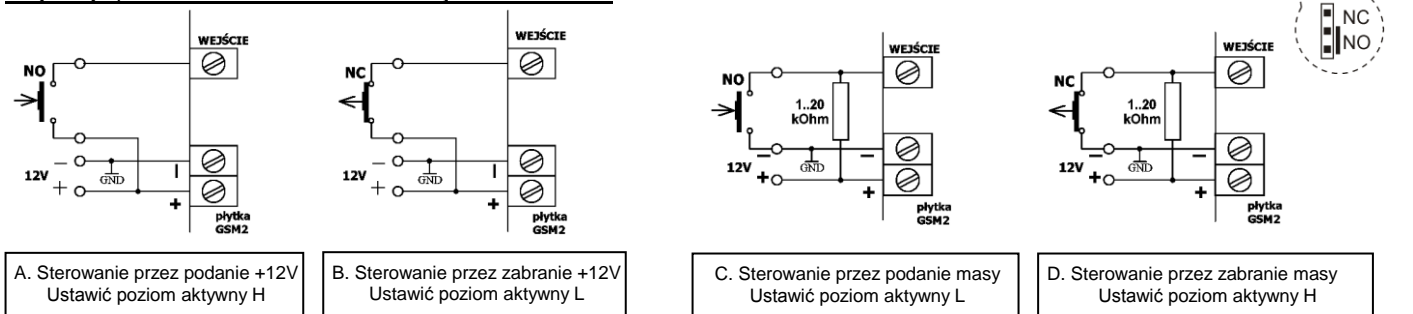 NC
NO
WEJŚCIE
NO
12V
–
+
GND
–
+
płytka
GSM2
WEJŚCIE
NC
12V
–
+
GND
–
+
płytka
GSM2
WEJŚCIE
NO
1..20
kOhm
12V
–
+
GND
–
+
płytka
GSM2
WEJŚCIE
NC
1..20
kOhm
12V
–
+
GND
–
+
płytka
GSM2
A. Sterowanie przez podanie +12V
Ustawić poziom aktywny H
B. Sterowanie przez zabranie +12V
Ustawić poziom aktywny L
C. Sterowanie przez podanie masy
Ustawić poziom aktywny L
D. Sterowanie przez zabranie masy
Ustawić poziom aktywny H